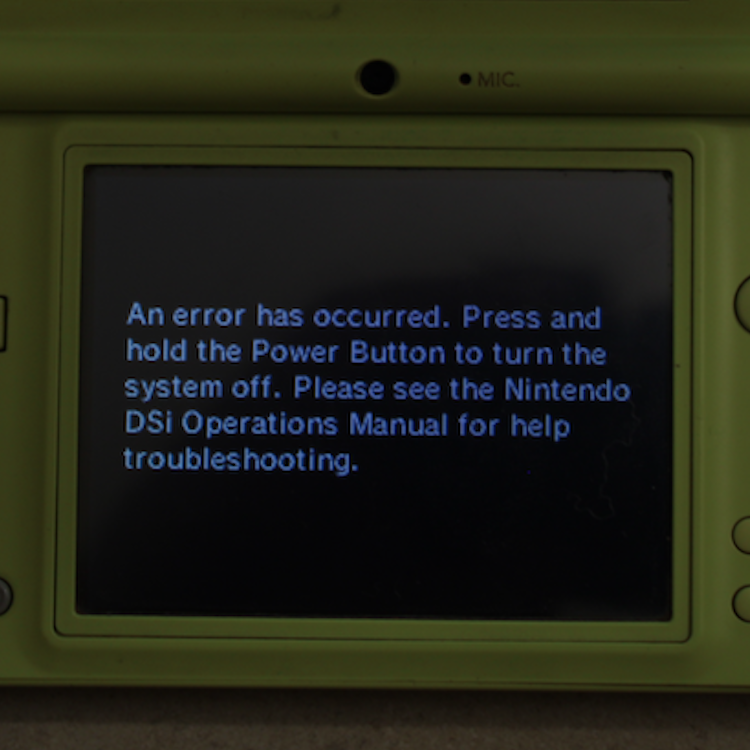 MIC.
An error has occurred. Press and
hold the Power Button to turn the
system off. Please see the Nintendo
DSi Operations Manual for help
troubleshooting.